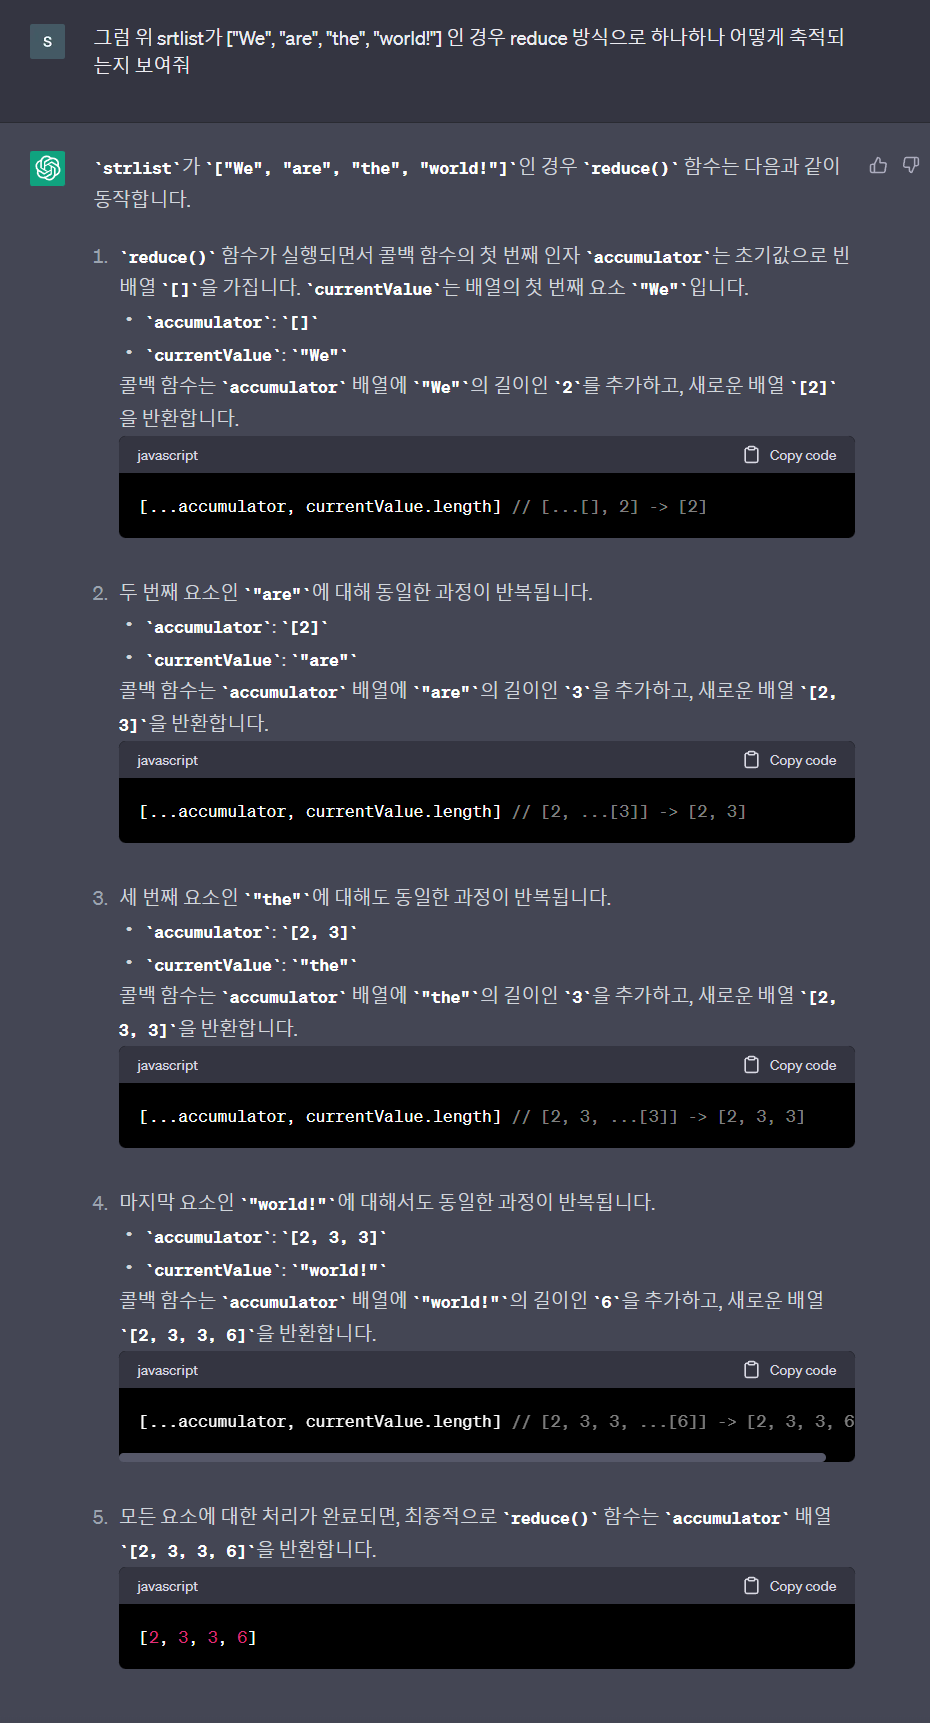 S
그럼 위 srtlist가 ["We", "are", "the", "world!"] 인 경우 reduce 방식으로 하나하나 어떻게 축적되
는지 보여줘
`strlist`가 `["We", "are", "the", "world!"]`인 경우 `reduce()` 함수는 다음과 같이
동작합니다.
1. `reduce()` 함수가 실행되면서 콜백 함수의 첫 번째 인자 `accumulator`는 초기값으로 빈
배열 `[]`을 가집니다. `currentValue`는 배열의 첫 번째 요소 `"We"`입니다.
• `accumulator`: `[]`
• `currentValue`: `"We"`
콜백 함수는 `accumulator` 배열에 `"We"`의 길이인 `2`를 추가하고, 새로운 배열 `[2]`
을 반환합니다.
javascript Copy code
[...accumulator, currentValue.length] // [...[], 2] -> [2]
2. 두 번째 요소인 `"are"`에 대해 동일한 과정이 반복됩니다.
• `accumulator`: `[2]`
• `currentValue`: `"are"`
콜백 함수는 `accumulator` 배열에 `"are"`의 길이인 `3`을 추가하고, 새로운 배열 `[2,
3]`을 반환합니다.
javascript Copy code
[...accumulator, currentValue.length] // [2, ...[3]] -> [2, 3]
3. 세 번째 요소인 `"the"`에 대해도 동일한 과정이 반복됩니다.
• `accumulator`: `[2, 3]`
• `currentValue`: `"the"`
콜백 함수는 `accumulator` 배열에 `"the"`의 길이인 `3`을 추가하고, 새로운 배열 `[2,
3, 3]`을 반환합니다.
javascript Copy code
[...accumulator, currentValue.length] // [2, 3, ...[3]] -> [2, 3, 3]
4. 마지막 요소인 `"world!"`에 대해서도 동일한 과정이 반복됩니다.
• `accumulator`: `[2, 3, 3]`
• `currentValue`: `"world!"`
콜백 함수는 `accumulator` 배열에 `"world!"`의 길이인 `6`을 추가하고, 새로운 배열
`[2, 3, 3, 6]`을 반환합니다.
javascript Copy code
[...accumulator, currentValue.length] // [2, 3, 3, ...[6]] -> [2, 3, 3, 6
5. 모든 요소에 대한 처리가 완료되면, 최종적으로 `reduce()` 함수는 `accumulator` 배열
`[2, 3, 3, 6]`을 반환합니다.
javascript Copy code
[2, 3, 3, 6]